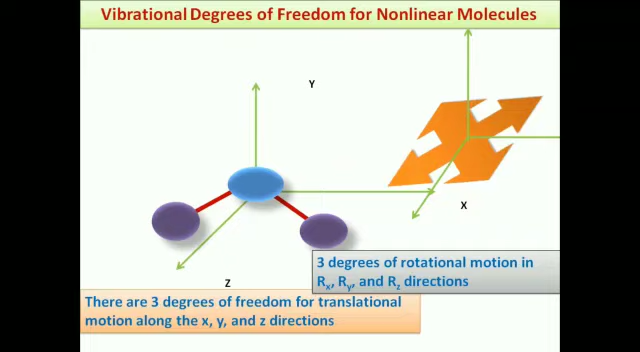 Vibrational Degrees of Freedom for Nonlinear Molecules
Y
X
3 degrees of rotational motion in
Rx, Ry, and Rz directions
Z
There are 3 degrees of freedom for translational
motion along the x, y, and z directions